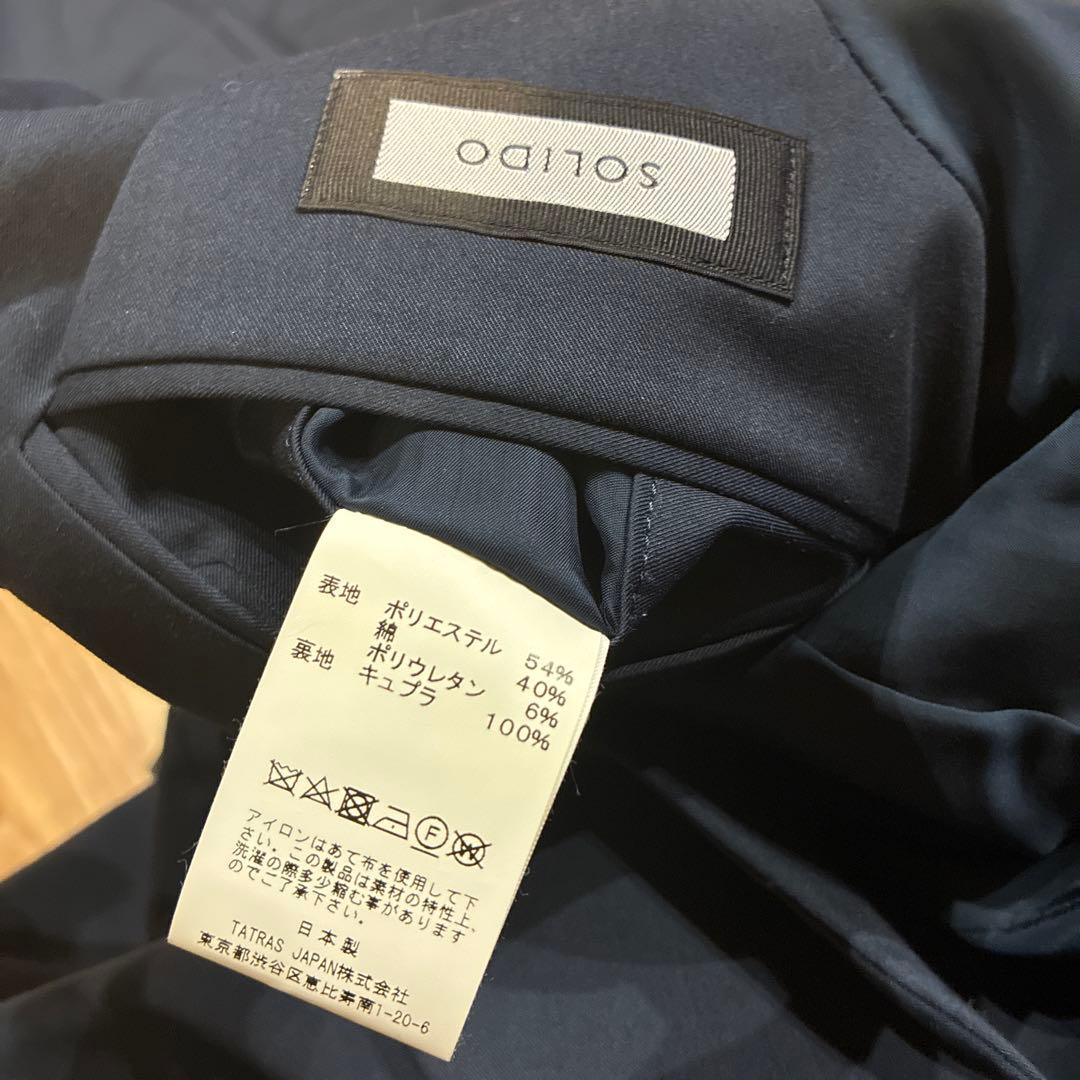 SOLIDO
表地 ポリエステル 54%
綿 40%
ポリウレタン 6%
裏地 キュプラ 100%
F
アイロンはあて布を使用して下
さい。この製品は素材の特性上、
洗濯の際多少縮む事があります
のでご了承下さい。
日本製
TATRAS JAPAN株式会社
東京都渋谷区恵比寿南1-20-6